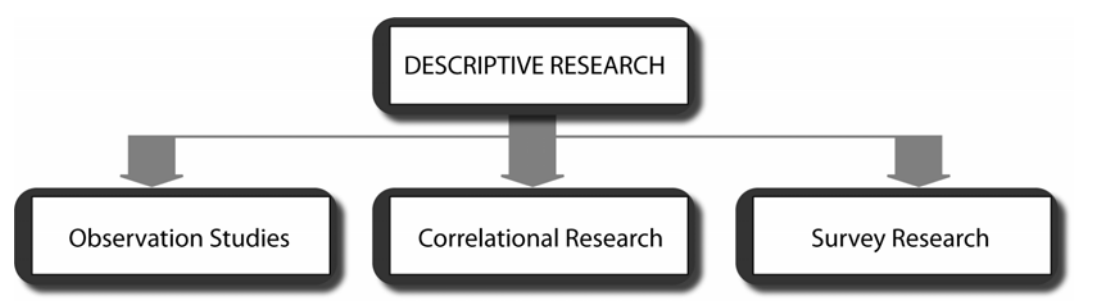 DESCRIPTIVE RESEARCH
Observation Studies
Correlational Research
Survey Research